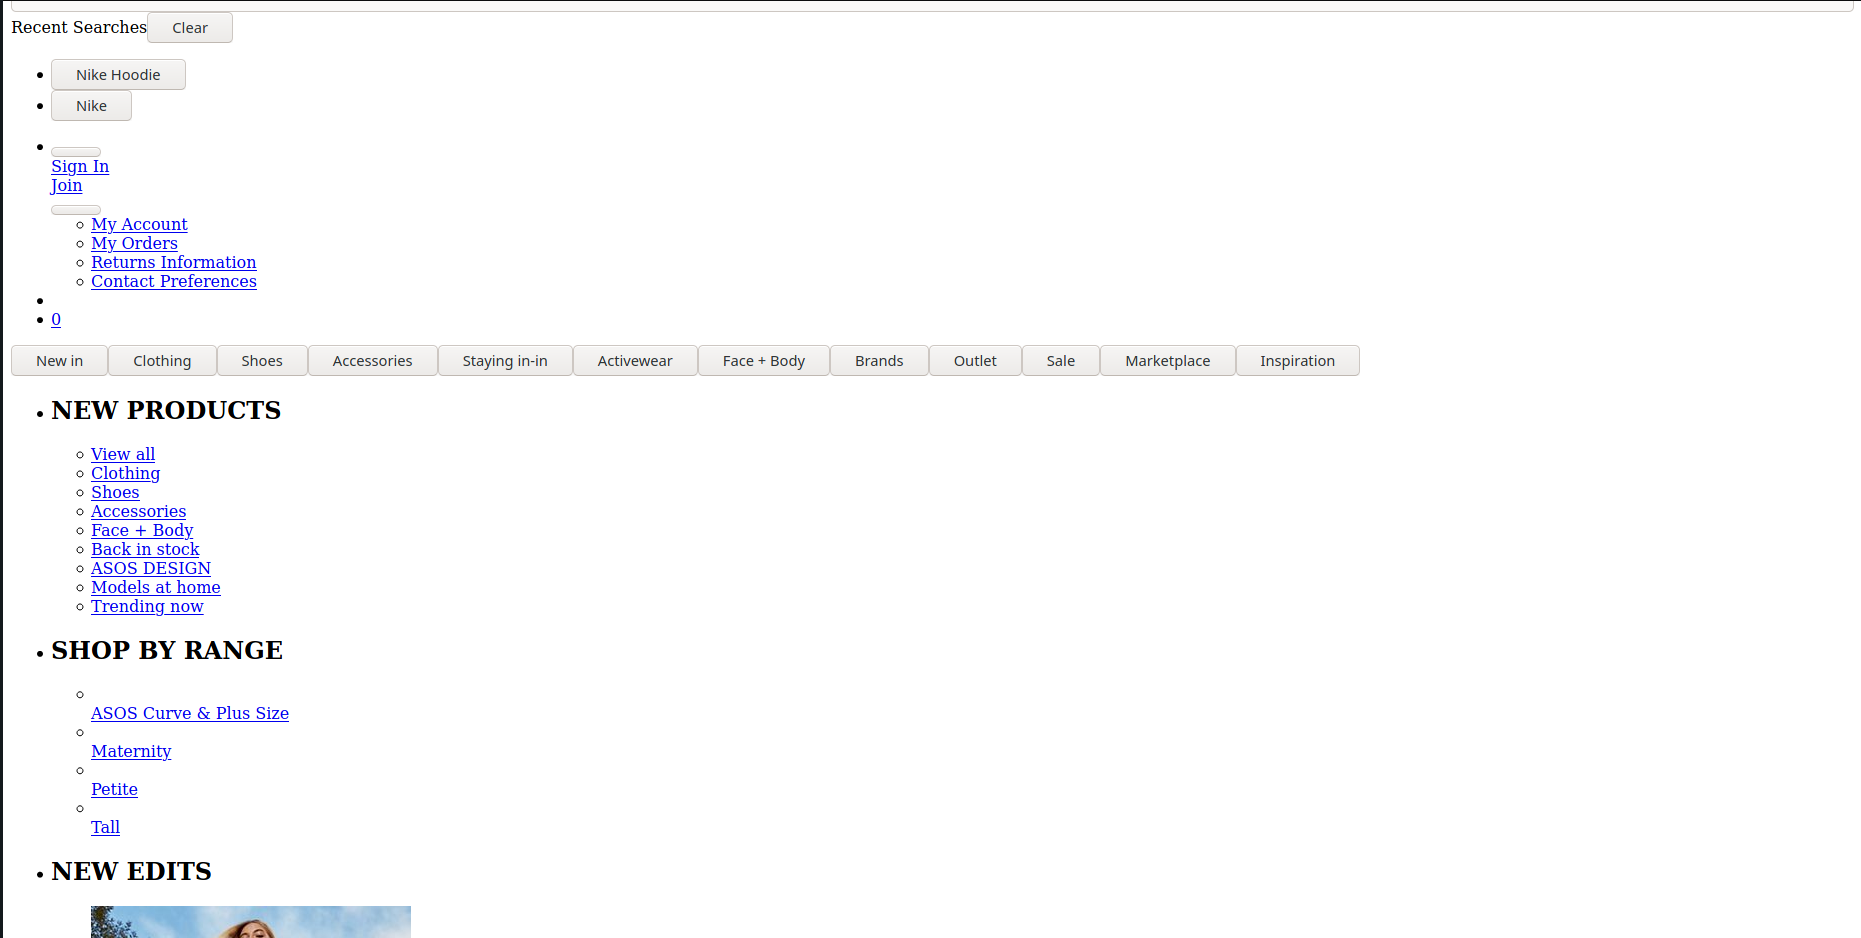 Recent Searches Clear
Nike Hoodie
Nike
Sign In
Join
My Account
My Orders
Returns Information
Contact Preferences
0
New in Clothing Shoes Accessories Staying in-in Activewear Face + Body Brands Outlet Sale Marketplace Inspiration
NEW PRODUCTS
View all
Clothing
Shoes
Accessories
Face + Body
Back in stock
ASOS DESIGN
Models at home
Trending now
SHOP BY RANGE
ASOS Curve & Plus Size
Maternity
Petite
Tall
NEW EDITS